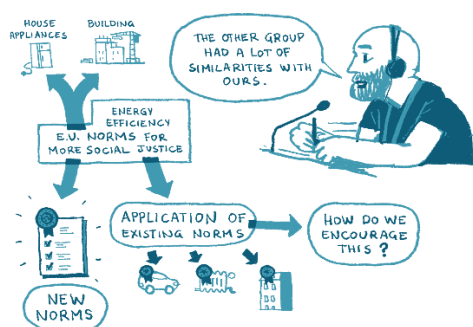 HOUSE
APPLIANCES
BUILDING
THE OTHER GROUP
HAD A LOT OF
SIMILARITIES WITH
OURS.
ENERGY
EFFICIENCY
E.U. NORMS FOR
MORE SOCIAL JUSTICE
APPLICATION OF
EXISTING NORMS
HOW DO WE
ENCOURAGE
THIS?
NEW
NORMS